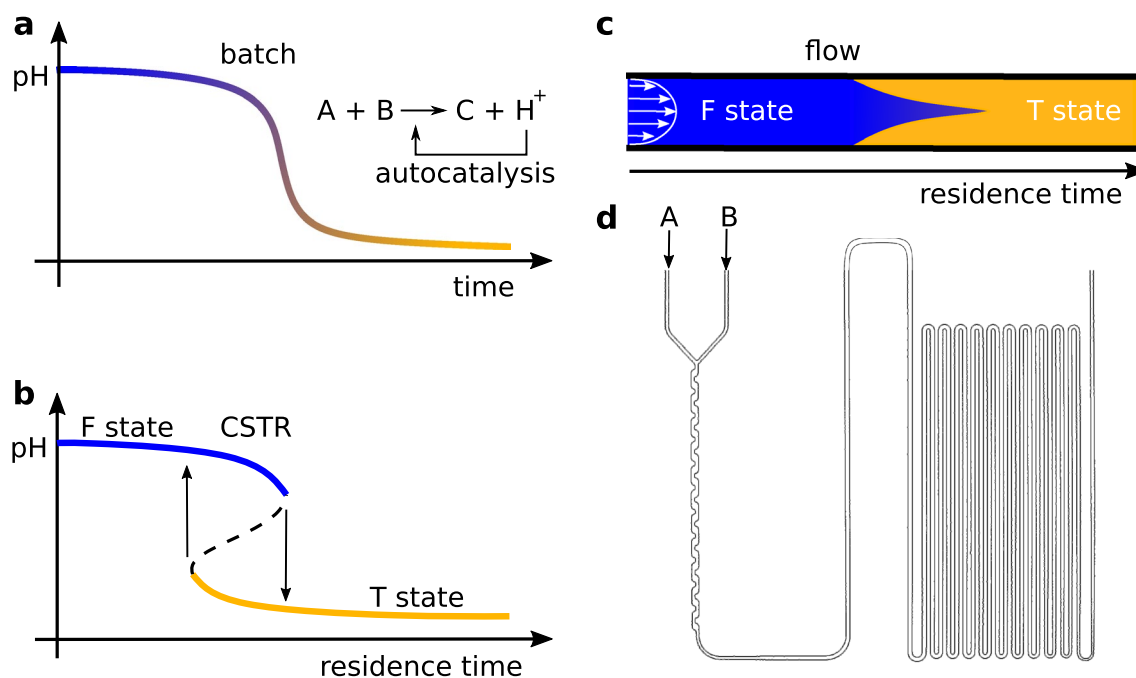 a
pH
batch
A + B → C + H⁺
autocatalysis
time
b
pH
F state
CSTR
T state
residence time
c
flow
F state
T state
residence time
d
A
B